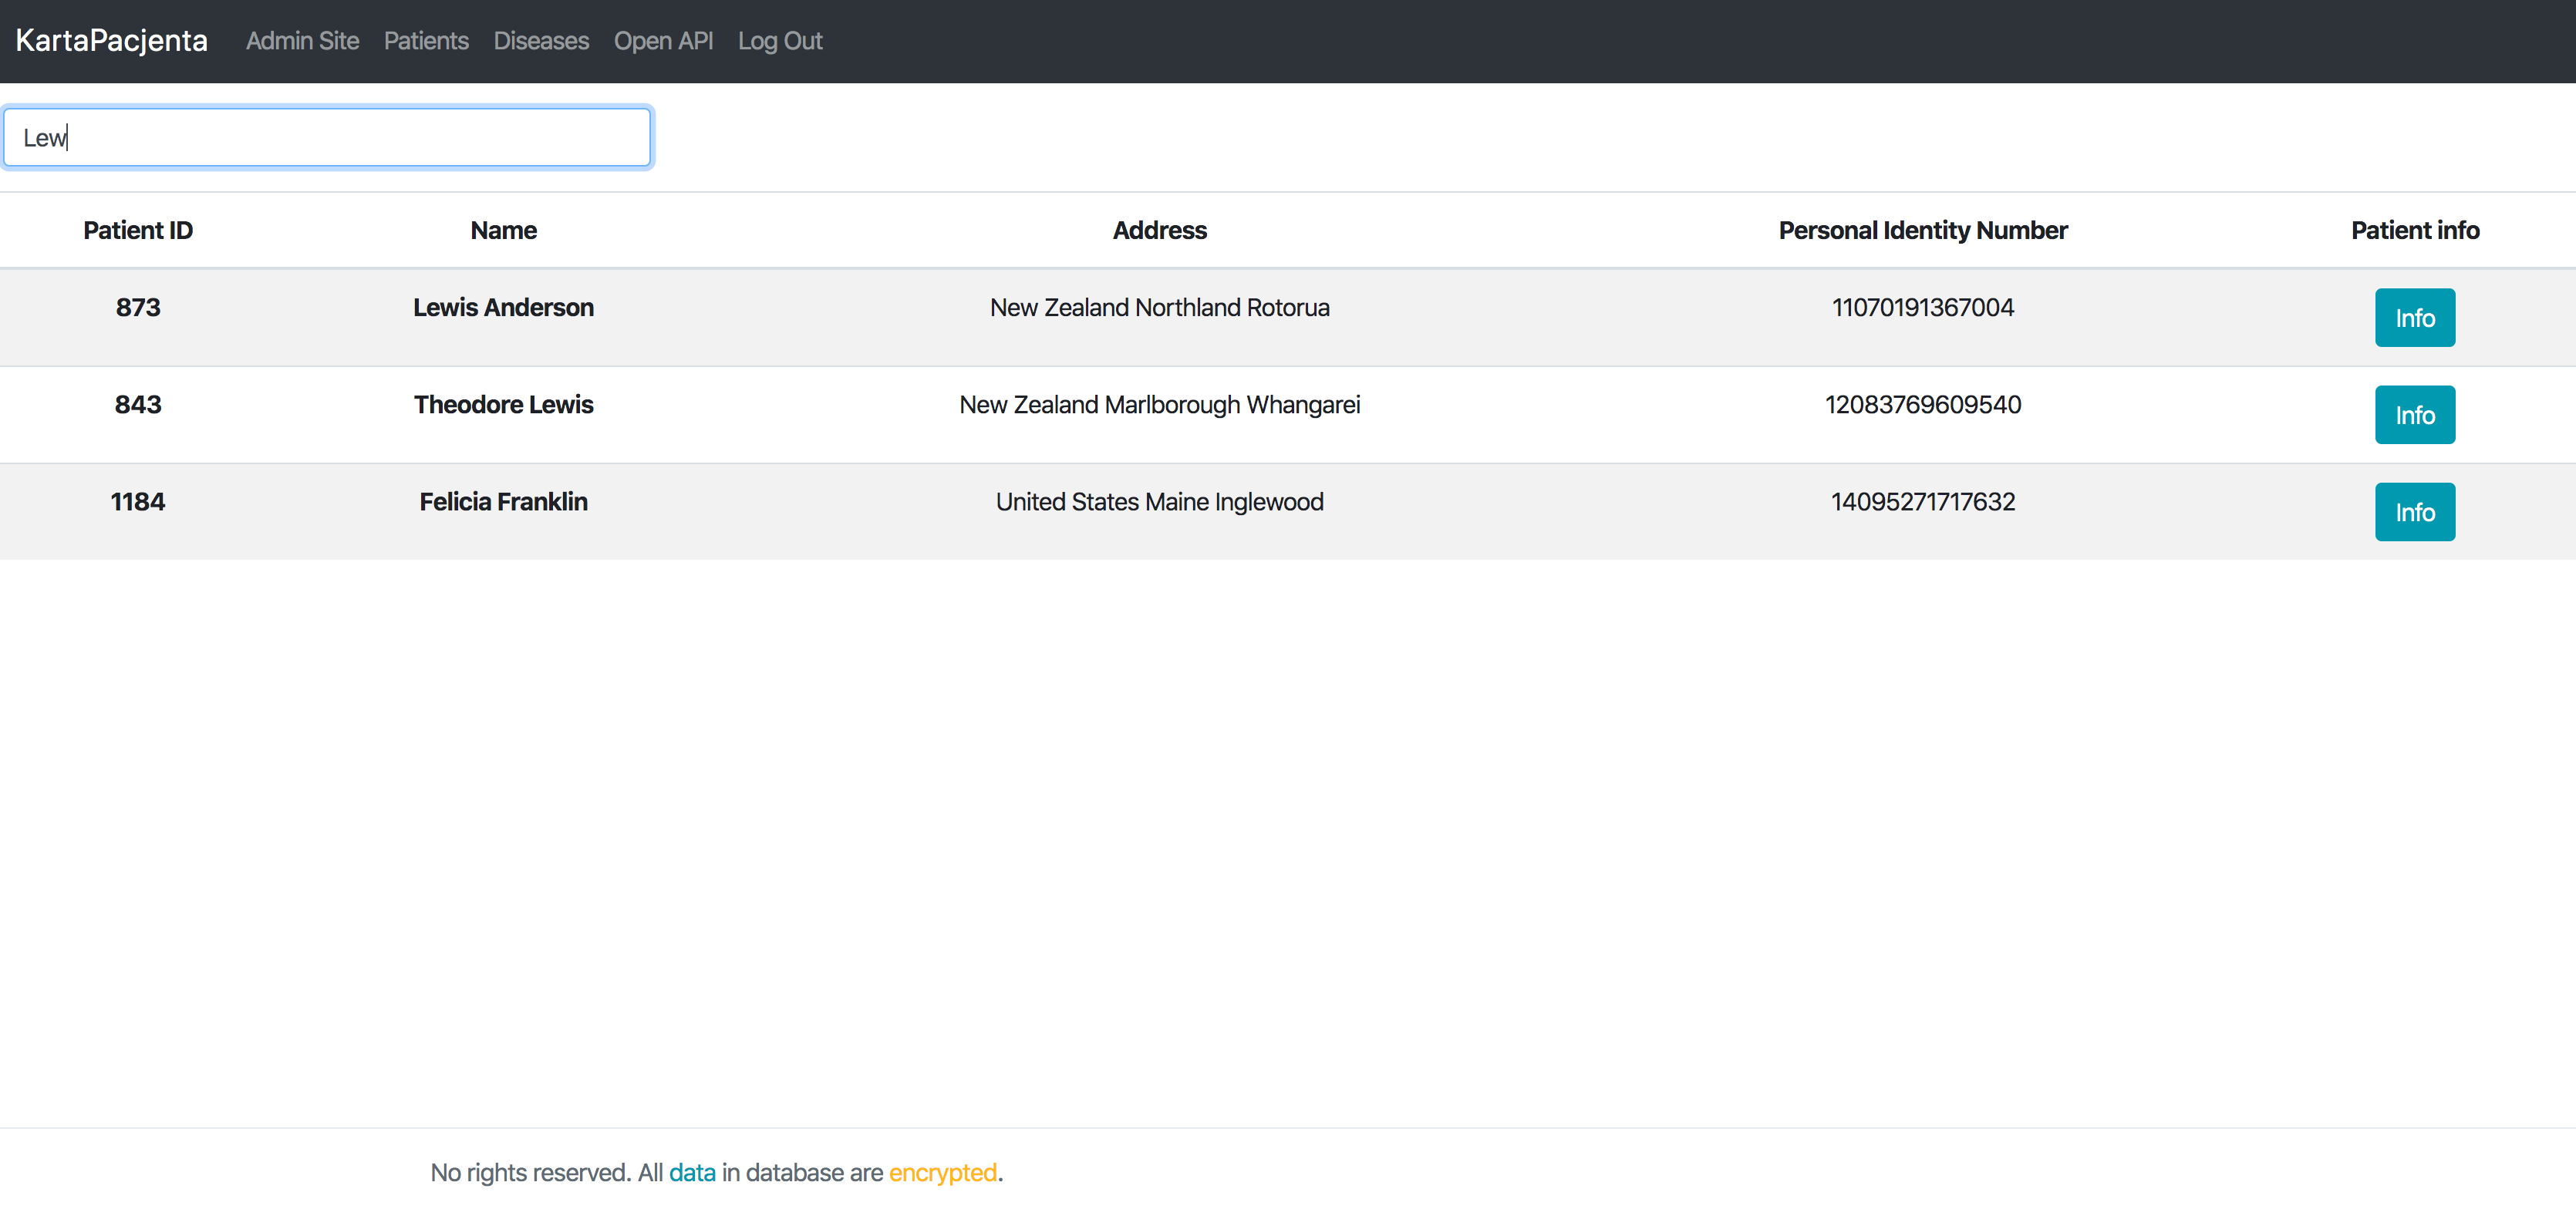 KartaPacjenta Admin Site Patients Diseases Open API Log Out
Lew
Patient ID Name Address Personal Identity Number Patient info
873 Lewis Anderson New Zealand Northland Rotorua 11070191367004 Info
843 Theodore Lewis New Zealand Marlborough Whangarei 12083769609540 Info
1184 Felicia Franklin United States Maine Inglewood 14095271717632 Info
No rights reserved. All data in database are encrypted.